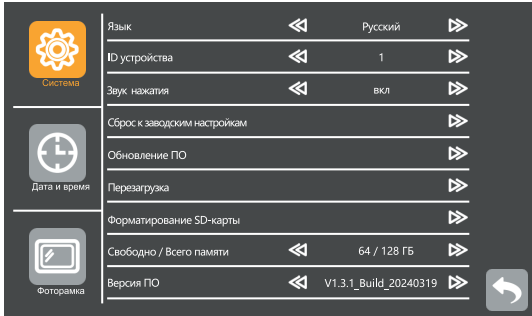 Система
Дата и время
Фоторамка
Язык Русский
ID устройства 1
Звук нажатия вкл
Сброс к заводским настройкам
Обновление ПО
Перезагрузка
Форматирование SD-карты
Свободно / Всего памяти 64 / 128 ГБ
Версия ПО V1.3.1_Build_20240319